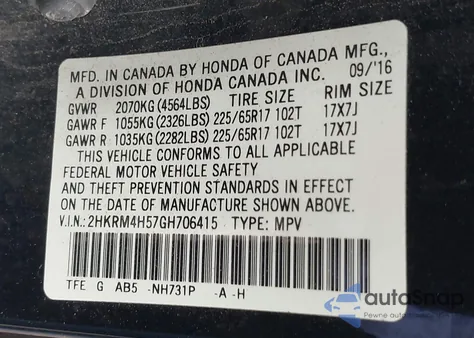 MFD. IN CANADA BY HONDA OF CANADA MFG.,
A DIVISION OF HONDA CANADA INC. 09/'16
GVWR 2070KG(4564LBS) TIRE SIZE RIM SIZE
GAWR F 1055KG(2326LBS) 225/65R17 102T 17X7J
GAWR R 1035KG(2282LBS) 225/65R17 102T 17X7J
THIS VEHICLE CONFORMS TO ALL APPLICABLE
FEDERAL MOTOR VEHICLE SAFETY
AND THEFT PREVENTION STANDARDS IN EFFECT
ON THE DATE OF MANUFACTURE SHOWN ABOVE.
V.I.N.: 2HKRM4H57GH706415 TYPE: MPV
TFE G AB5 -NH731P -A -H
autoSnap
Pewne auto